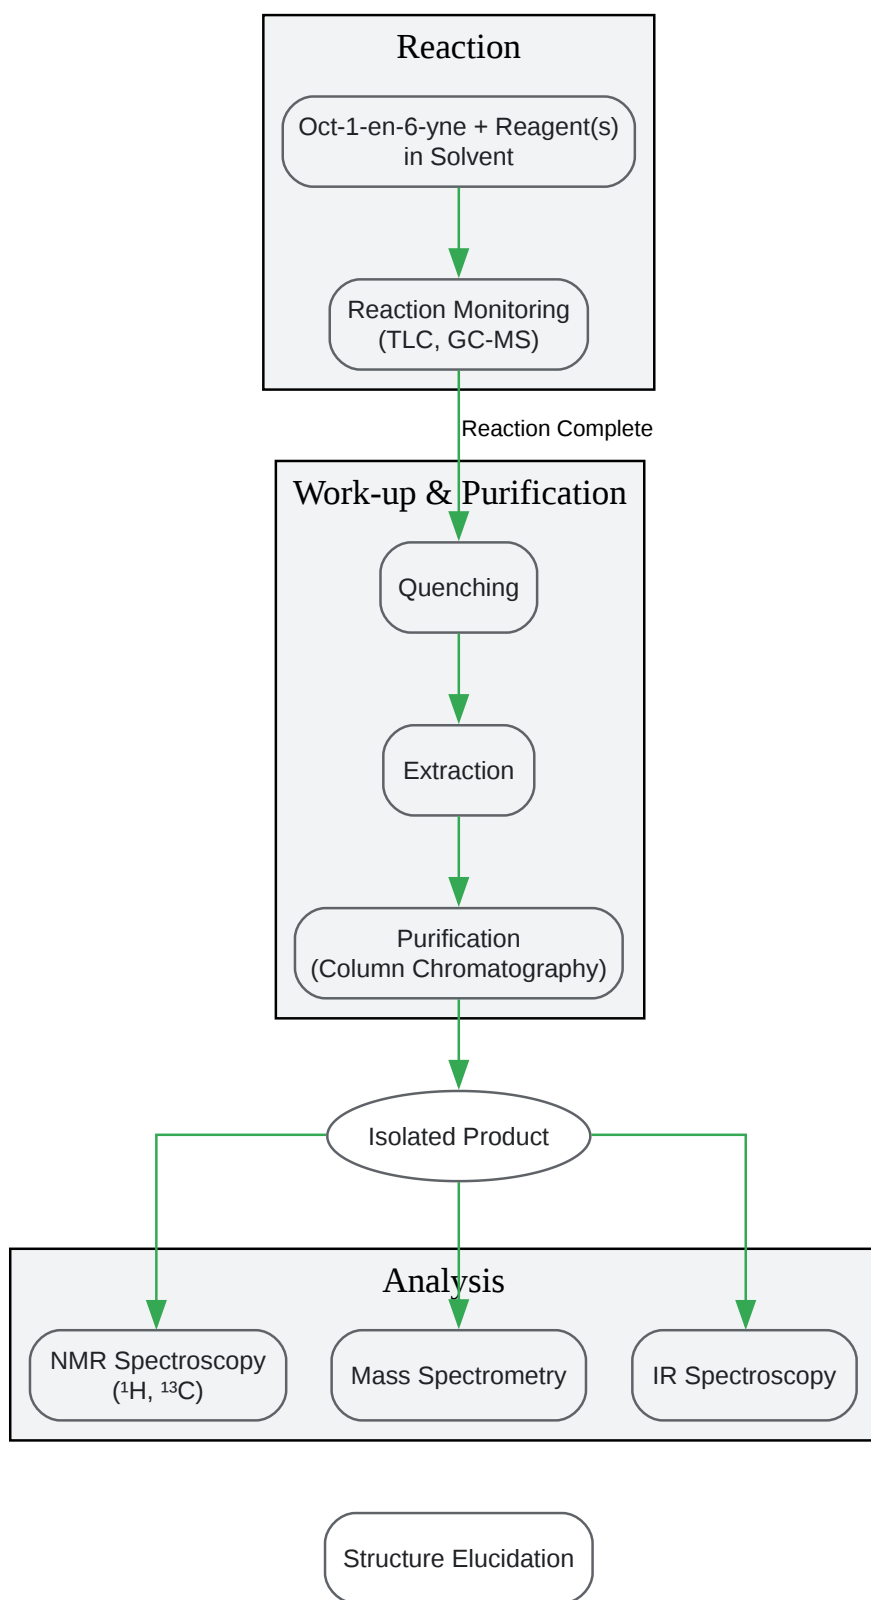 Reaction
Oct-1-en-6-yne + Reagent(s)
in Solvent
Reaction Monitoring
(TLC, GC-MS)
Reaction Complete
Work-up & Purification
Quenching
Extraction
Purification
(Column Chromatography)
Isolated Product
Analysis
NMR Spectroscopy
(¹H, ¹³C)
Mass Spectrometry
IR Spectroscopy
Structure Elucidation